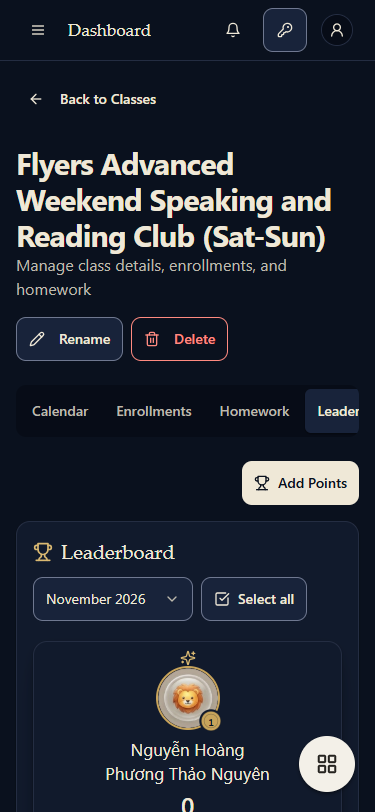 Dashboard
Back to Classes
Flyers Advanced
Weekend Speaking and
Reading Club (Sat-Sun)
Manage class details, enrollments, and
homework
Rename
Delete
Calendar
Enrollments
Homework
Leader
Add Points
Leaderboard
November 2026
Select all
1
Nguyễn Hoàng
Phương Thảo Nguyên
0